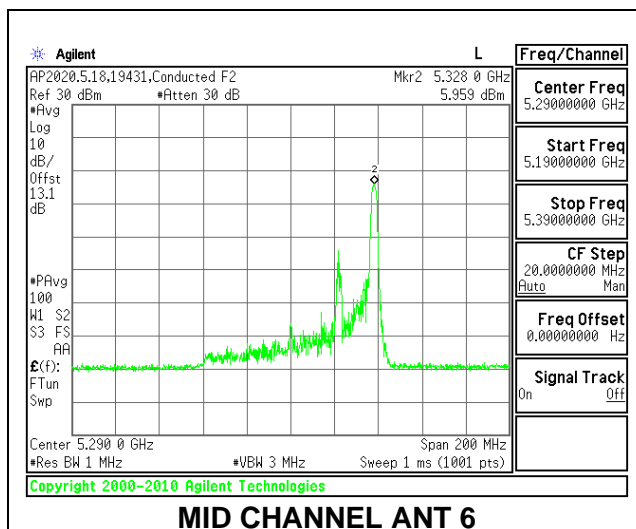 Agilent
L
Freq/Channel
AP2020.5.18,19431,Conducted F2
Mkr2 5.328 0 GHz
Ref 30 dBm
#Atten 30 dB
5.959 dBm
#Avg
Log
10
dB/
Offst
13.1
dB
2
#PAvg
100
W1 S2
S3 FS
AA
£(f):
FTun
Swp
Center 5.290 0 GHz
Span 200 MHz
#Res BW 1 MHz
#VBW 3 MHz
Sweep 1 ms (1001 pts)
Copyright 2000-2010 Agilent Technologies
Center Freq
5.29000000 GHz
Start Freq
5.19000000 GHz
Stop Freq
5.39000000 GHz
CF Step
20.0000000 MHz
Auto Man
Freq Offset
0.00000000 Hz
Signal Track
On Off
MID CHANNEL ANT 6